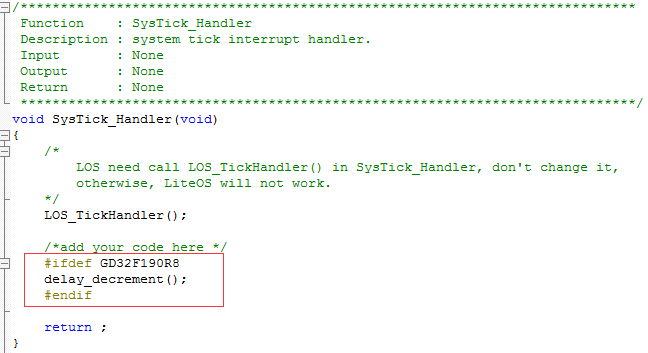 /*****************************************************************************
Function    : SysTick_Handler
Description : system tick interrupt handler.
Input       : None
Output      : None
Return      : None
*****************************************************************************/
void SysTick_Handler(void)
{
    /*
        LOS need call LOS_TickHandler() in SysTick_Handler, don't change it,
        otherwise, LiteOS will not work.
    */
    LOS_TickHandler();
    /*add your code here */
    #ifdef GD32F190R8
    delay_decrement();
    #endif
    return ;
}